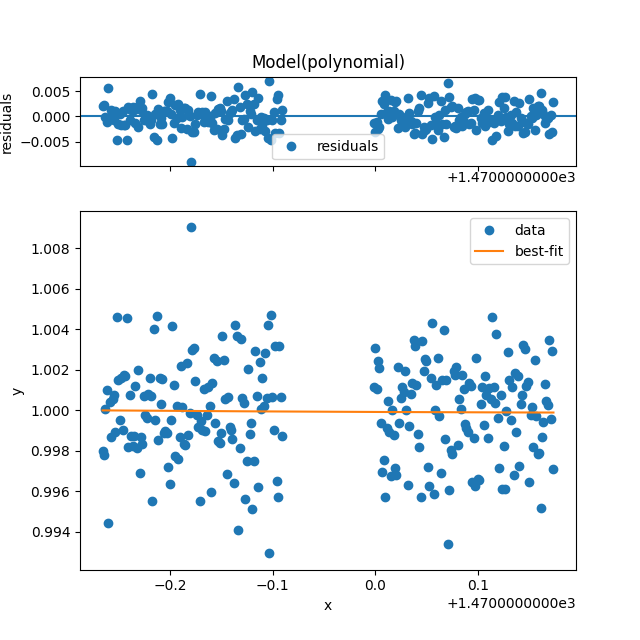 Model(polynomial)
residuals
0.005
0.000
−0.005
residuals
+1.4700000000e3
y
1.008
1.006
1.004
1.002
1.000
0.998
0.996
0.994
data
best-fit
−0.2 −0.1 0.0 0.1
x
+1.4700000000e3